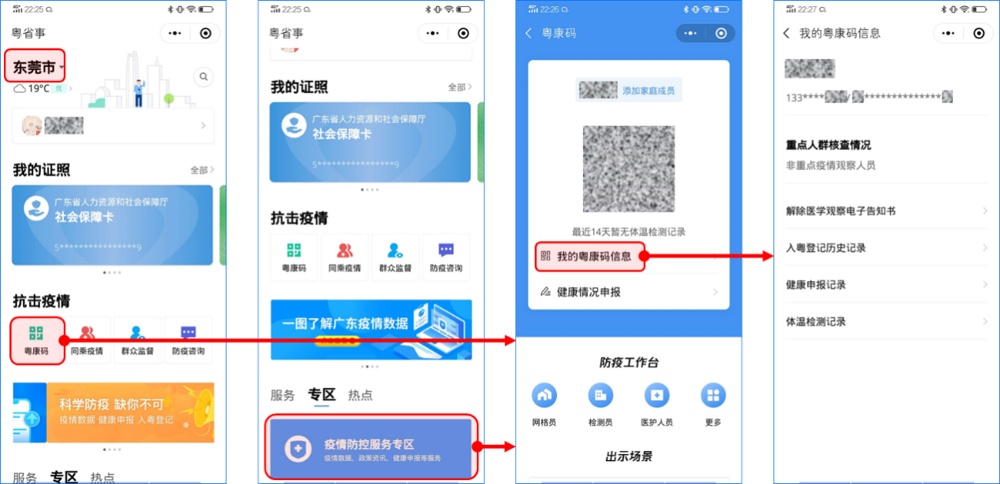 22:25
粤省事
东莞市
19°C 优
我的证照
全部
广东省人力资源和社会保障厅
社会保障卡
5****************9
抗击疫情
粤康码
同乘疫情
群众监督
防疫咨询
科学防疫 缺你不可
疫情数据 健康申报 入粤登记
服务 专区 热点
22:25
粤省事
我的证照
全部
广东省人力资源和社会保障厅
社会保障卡
5****************9
抗击疫情
粤康码
同乘疫情
群众监督
防疫咨询
一图了解广东疫情数据
服务 专区 热点
疫情防控服务专区
疫情数据、政策资讯、健康申报等服务
22:26
粤康码
添加家庭成员
最近14天暂无体温检测记录
我的粤康码信息
健康情况申报
防疫工作台
网格员
检测员
医护人员
更多
出示场景
22:27
我的粤康码信息
133****
/
**************
重点人群核查情况
非重点疫情观察人员
解除医学观察电子告知书
入粤登记历史记录
健康申报记录
体温检测记录